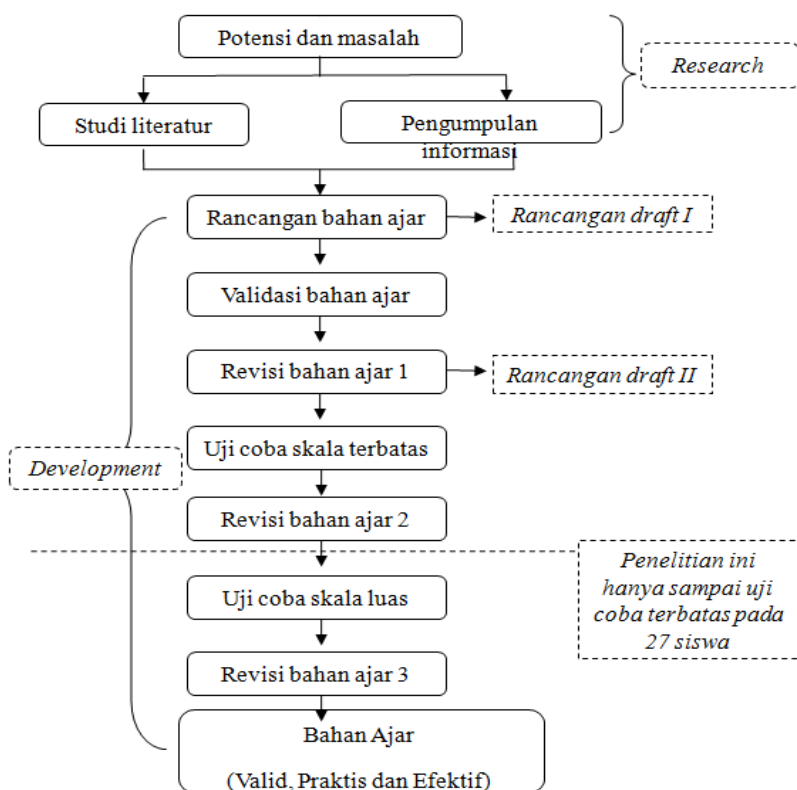 Potensi dan masalah
Research
Studi literatur
Pengumpulan
informasi
Rancangan bahan ajar
Rancangan draft I
Validasi bahan ajar
Revisi bahan ajar 1
Rancangan draft II
Uji coba skala terbatas
Development
Revisi bahan ajar 2
Penelitian ini
hanya sampai uji
coba terbatas pada
27 siswa
Uji coba skala luas
Revisi bahan ajar 3
Bahan Ajar
(Valid, Praktis dan Efektif)